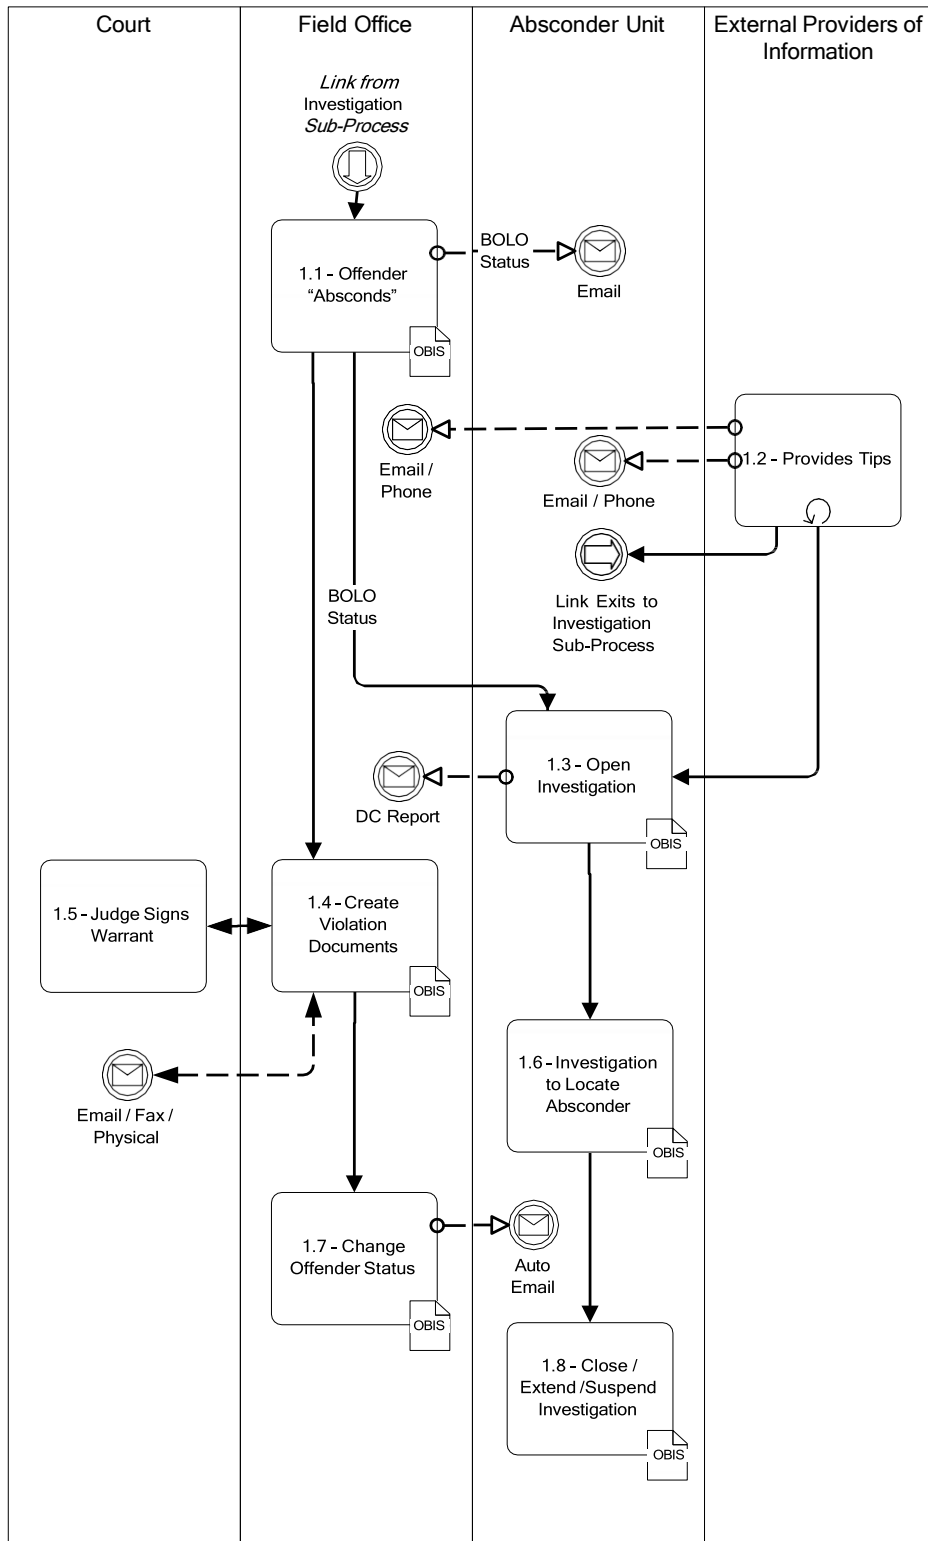 Court
Field Office
Absconder Unit
External Providers of
Information
Link from
Investigation
Sub-Process
1.1 - Offender
“Absconds”
OBIS
BOLO
Status
Email
Email /
Phone
Email / Phone
1.2 - Provides Tips
Link Exits to
Investigation
Sub-Process
BOLO
Status
1.3 - Open
Investigation
OBIS
DC Report
1.5 - Judge Signs
Warrant
1.4 - Create
Violation
Documents
OBIS
Email / Fax /
Physical
1.6 - Investigation
to Locate
Absconder
OBIS
1.7 - Change
Offender Status
OBIS
Auto
Email
1.8 - Close /
Extend /Suspend
Investigation
OBIS